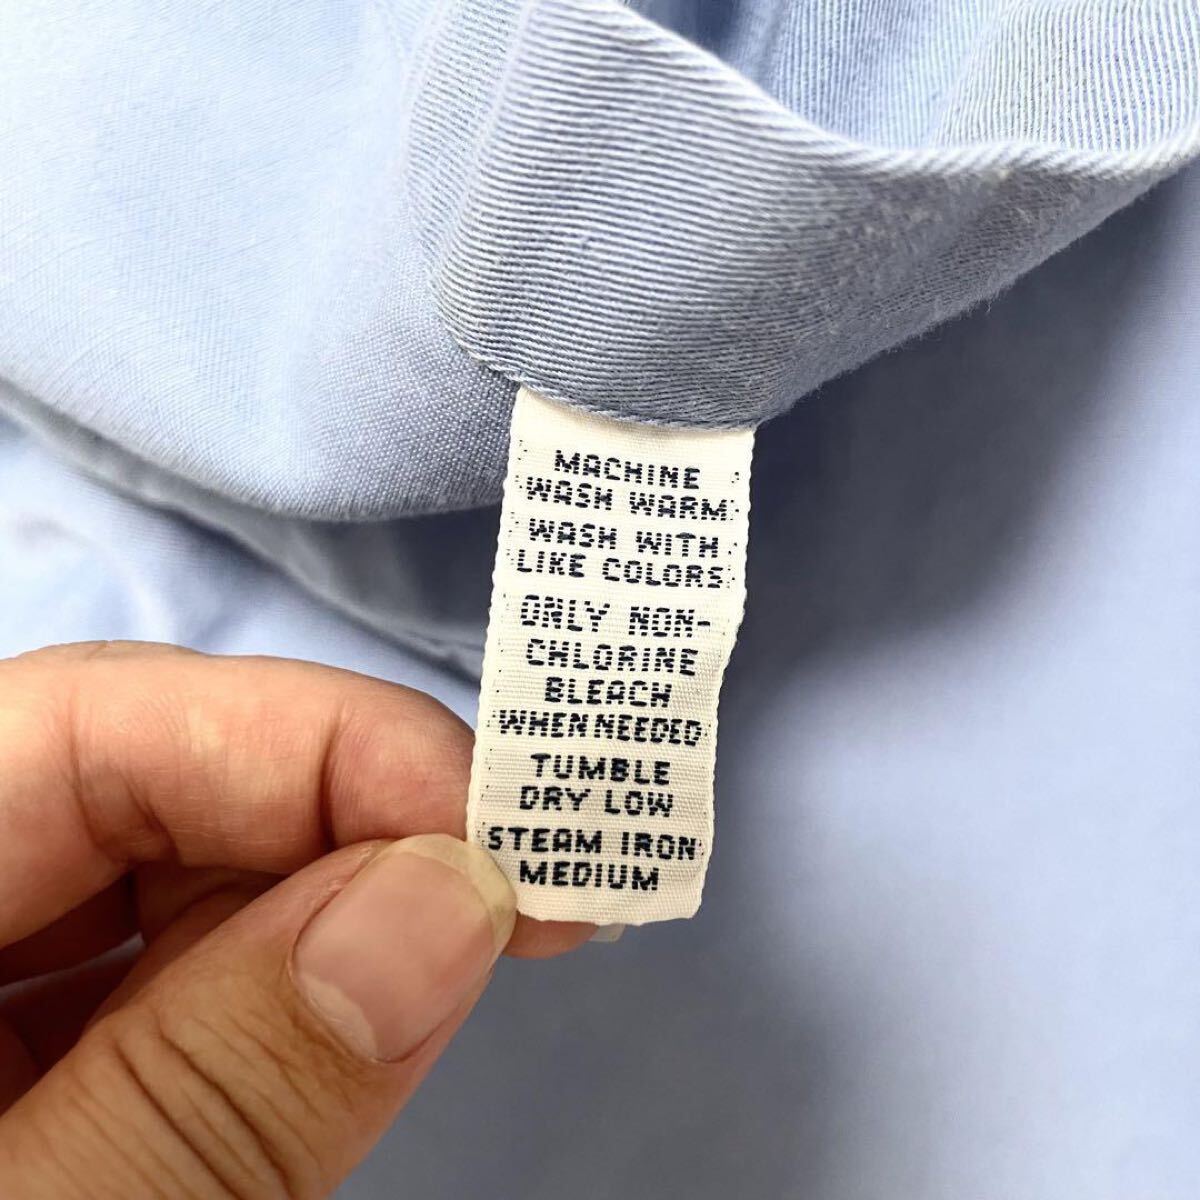 MACHINE
WASH WARM
WASH WITH
LIKE COLORS
ONLY NON-
CHLORINE
BLEACH
WHEN NEEDED
TUMBLE
DRY LOW
STEAM IRON
MEDIUM